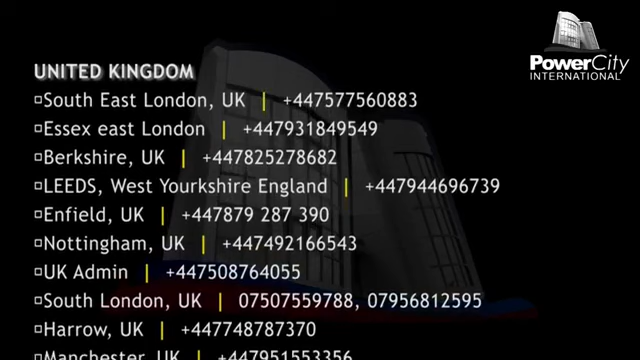 PowerCity
INTERNATIONAL
UNITED KINGDOM
South East London, UK | +447577560883
Essex east London | +447931849549
Berkshire, UK | +447825278682
LEEDS, West Yourkshire England | +447944696739
Enfield, UK | +447879 287 390
Nottingham, UK | +447492166543
UK Admin | +447508764055
South London, UK | 07507559788, 07956812595
Harrow, UK | +447748787370
Manchester, UK | +447951553356